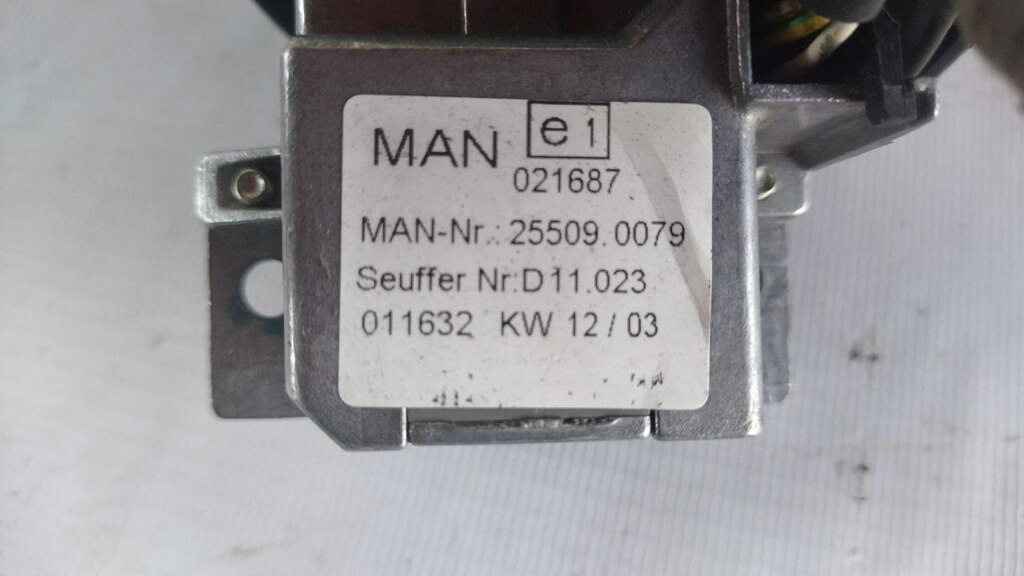 MAN e1
021687
MAN-Nr.: 25509.0079
Seuffer Nr:D11.023
011632 KW 12 / 03